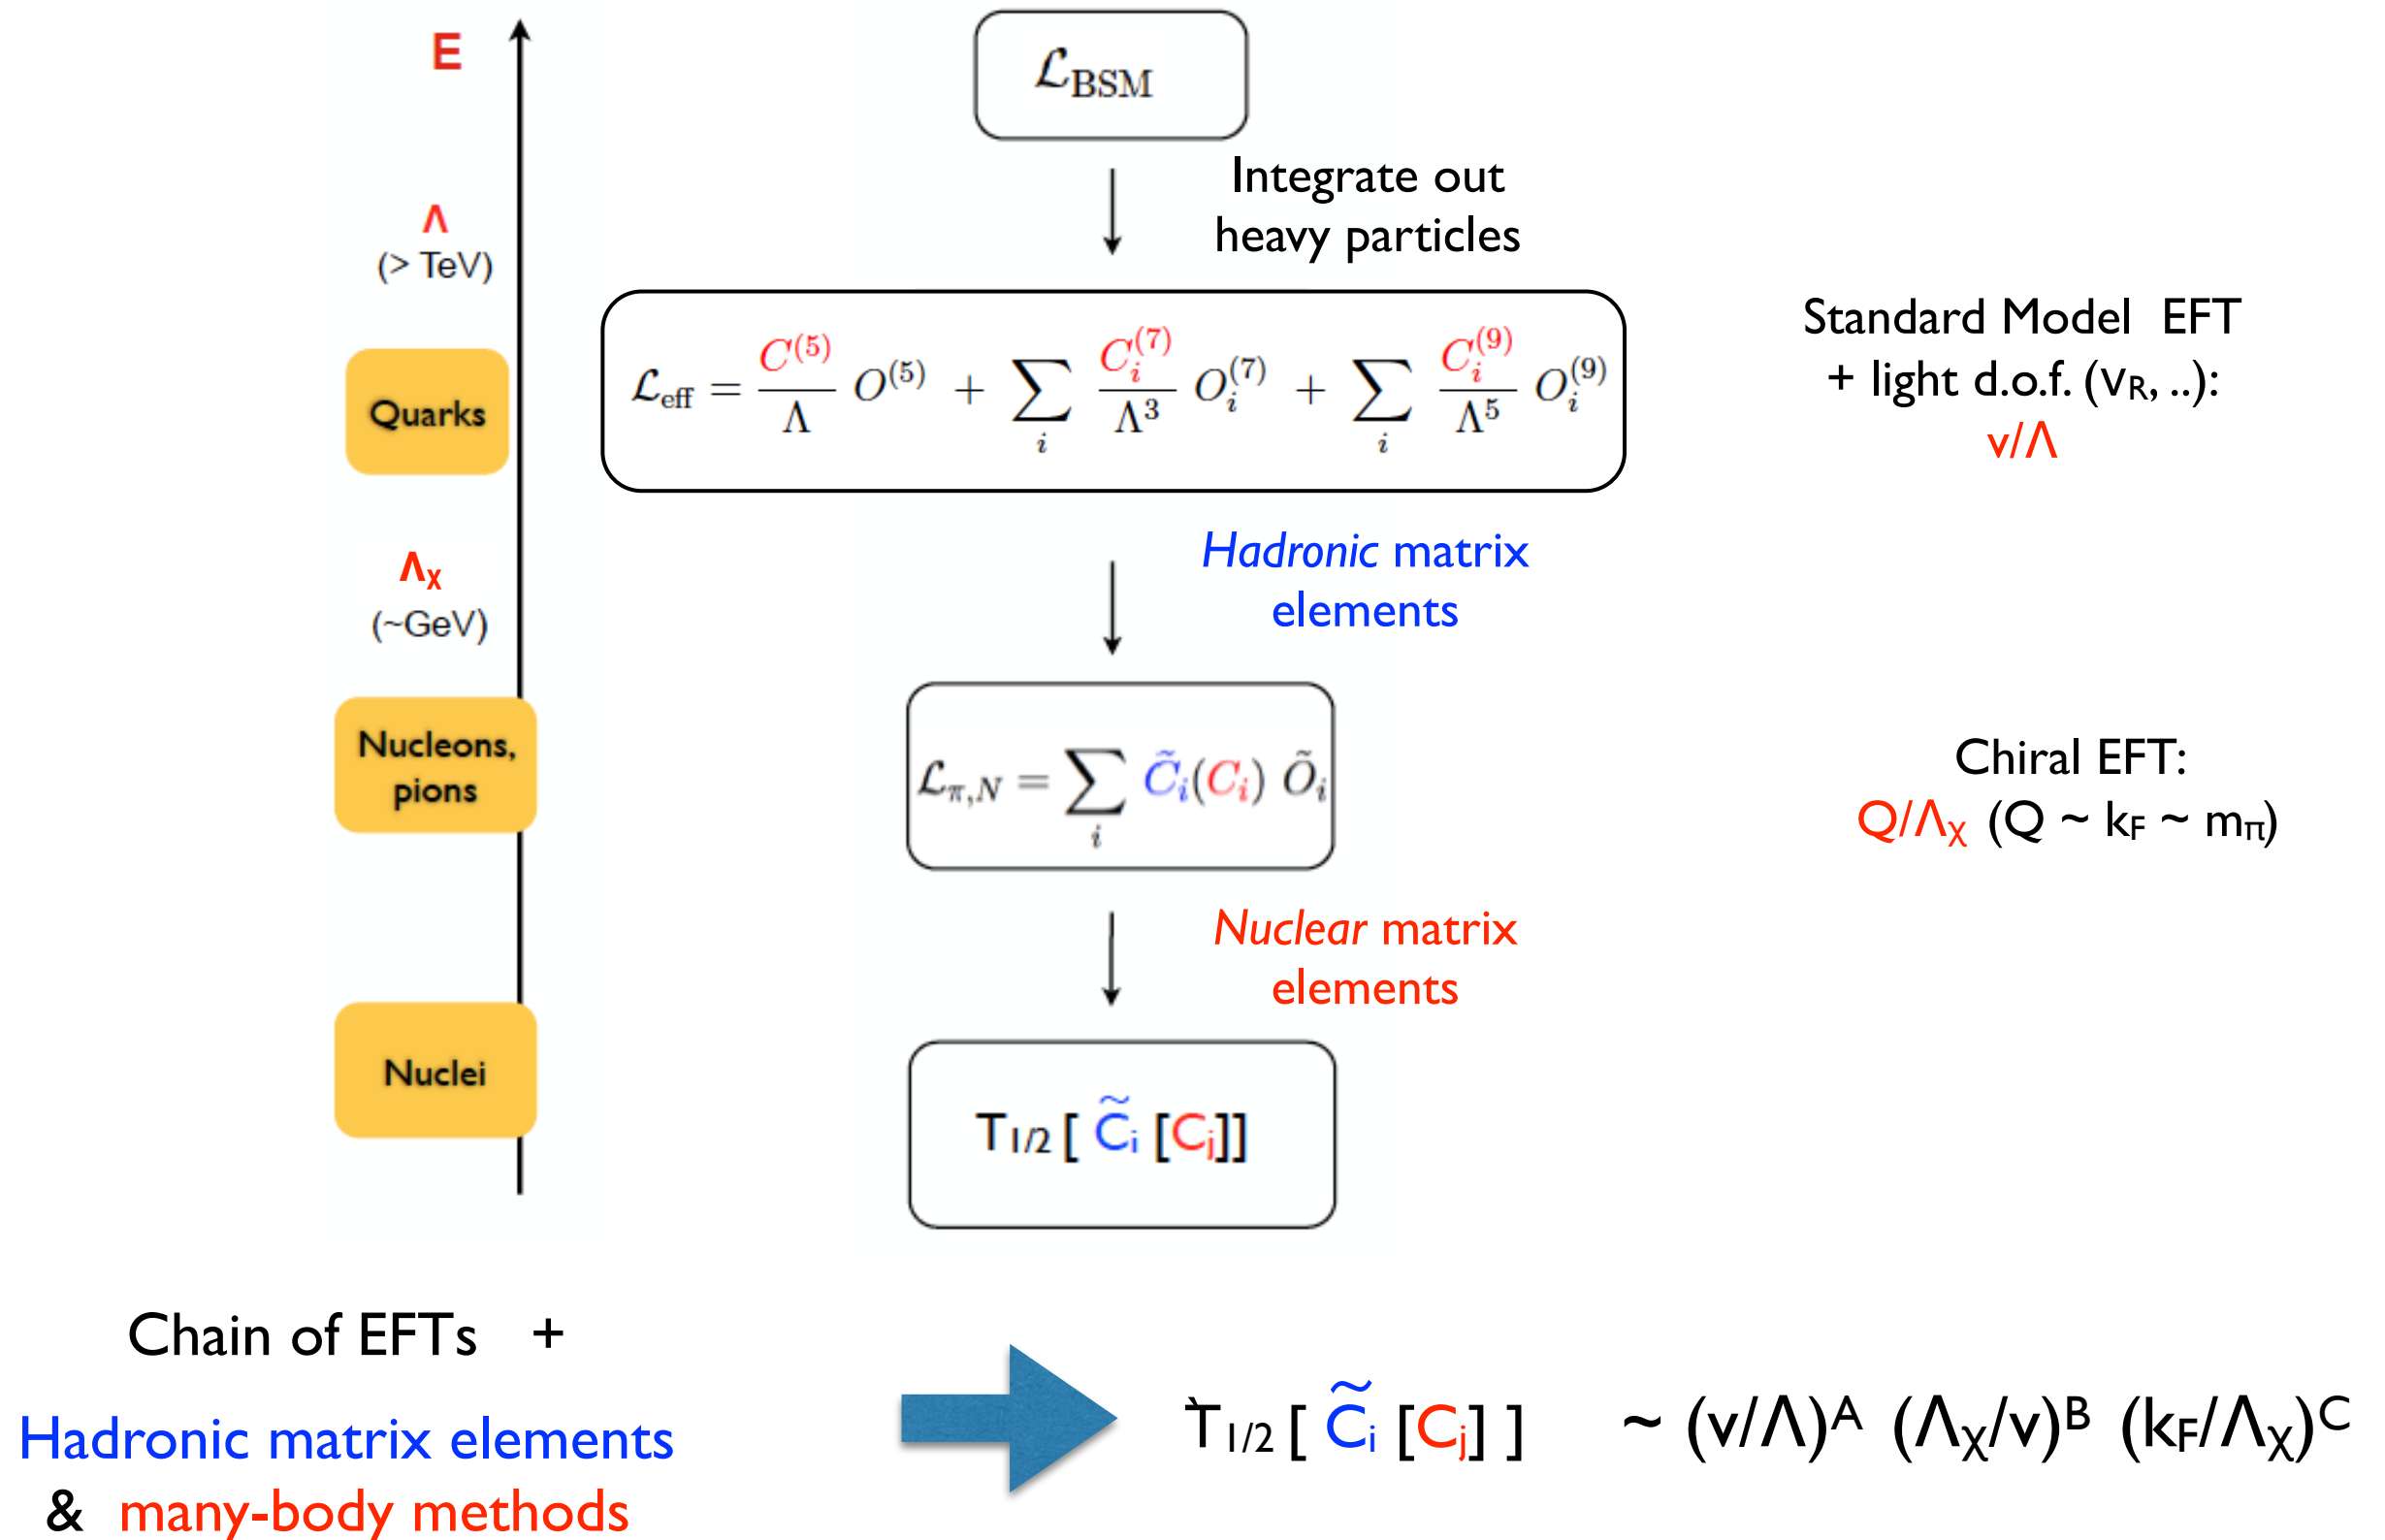 E
ℒ_BSM
Integrate out
heavy particles
Λ
(> TeV)
Standard Model EFT
+ light d.o.f. (ν_R, ..):
v/Λ
Quarks
ℒ_eff = C^(5)/Λ O^(5) + ∑_i C_i^(7)/Λ^3 O_i^(7) + ∑_i C_i^(9)/Λ^5 O_i^(9)
Hadronic matrix
elements
Λ_χ
(~GeV)
Nucleons,
pions
ℒ_π,N = ∑_i C̃_i(C_i) Õ_i
Chiral EFT:
Q/Λ_χ (Q ~ k_F ~ m_π)
Nuclear matrix
elements
Nuclei
T_1/2 [ C̃_i [C_j]]
Chain of EFTs +
Hadronic matrix elements
& many-body methods
T_1/2 [ C̃_i [C_j] ] ~ (v/Λ)^A (Λ_χ/v)^B (k_F/Λ_χ)^C